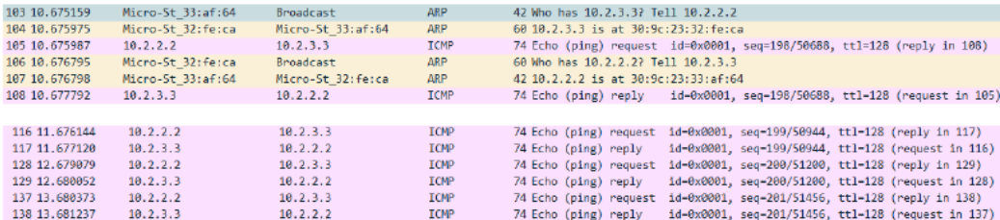 103 10.675159 Micro-St_33:af:64 Broadcast ARP 42 Who has 10.2.3.3? Tell 10.2.2.2
104 10.675975 Micro-St_32:fe:ca Micro-St_33:af:64 ARP 60 10.2.3.3 is at 30:9c:23:32:fe:ca
105 10.675987 10.2.2.2 10.2.3.3 ICMP 74 Echo (ping) request id=0x0001, seq=198/50688, ttl=128 (reply in 108)
106 10.676795 Micro-St_32:fe:ca Broadcast ARP 60 Who has 10.2.2.2? Tell 10.2.3.3
107 10.676798 Micro-St_33:af:64 Micro-St_32:fe:ca ARP 42 10.2.2.2 is at 30:9c:23:33:af:64
108 10.677792 10.2.3.3 10.2.2.2 ICMP 74 Echo (ping) reply id=0x0001, seq=198/50688, ttl=128 (request in 105)
116 11.676144 10.2.2.2 10.2.3.3 ICMP 74 Echo (ping) request id=0x0001, seq=199/50944, ttl=128 (reply in 117)
117 11.677120 10.2.3.3 10.2.2.2 ICMP 74 Echo (ping) reply id=0x0001, seq=199/50944, ttl=128 (request in 116)
128 12.679079 10.2.2.2 10.2.3.3 ICMP 74 Echo (ping) request id=0x0001, seq=200/51200, ttl=128 (reply in 129)
129 12.680052 10.2.3.3 10.2.2.2 ICMP 74 Echo (ping) reply id=0x0001, seq=200/51200, ttl=128 (request in 128)
137 13.680373 10.2.2.2 10.2.3.3 ICMP 74 Echo (ping) request id=0x0001, seq=201/51456, ttl=128 (reply in 138)
138 13.681237 10.2.3.3 10.2.2.2 ICMP 74 Echo (ping) reply id=0x0001, seq=201/51456, ttl=128 (request in 137)